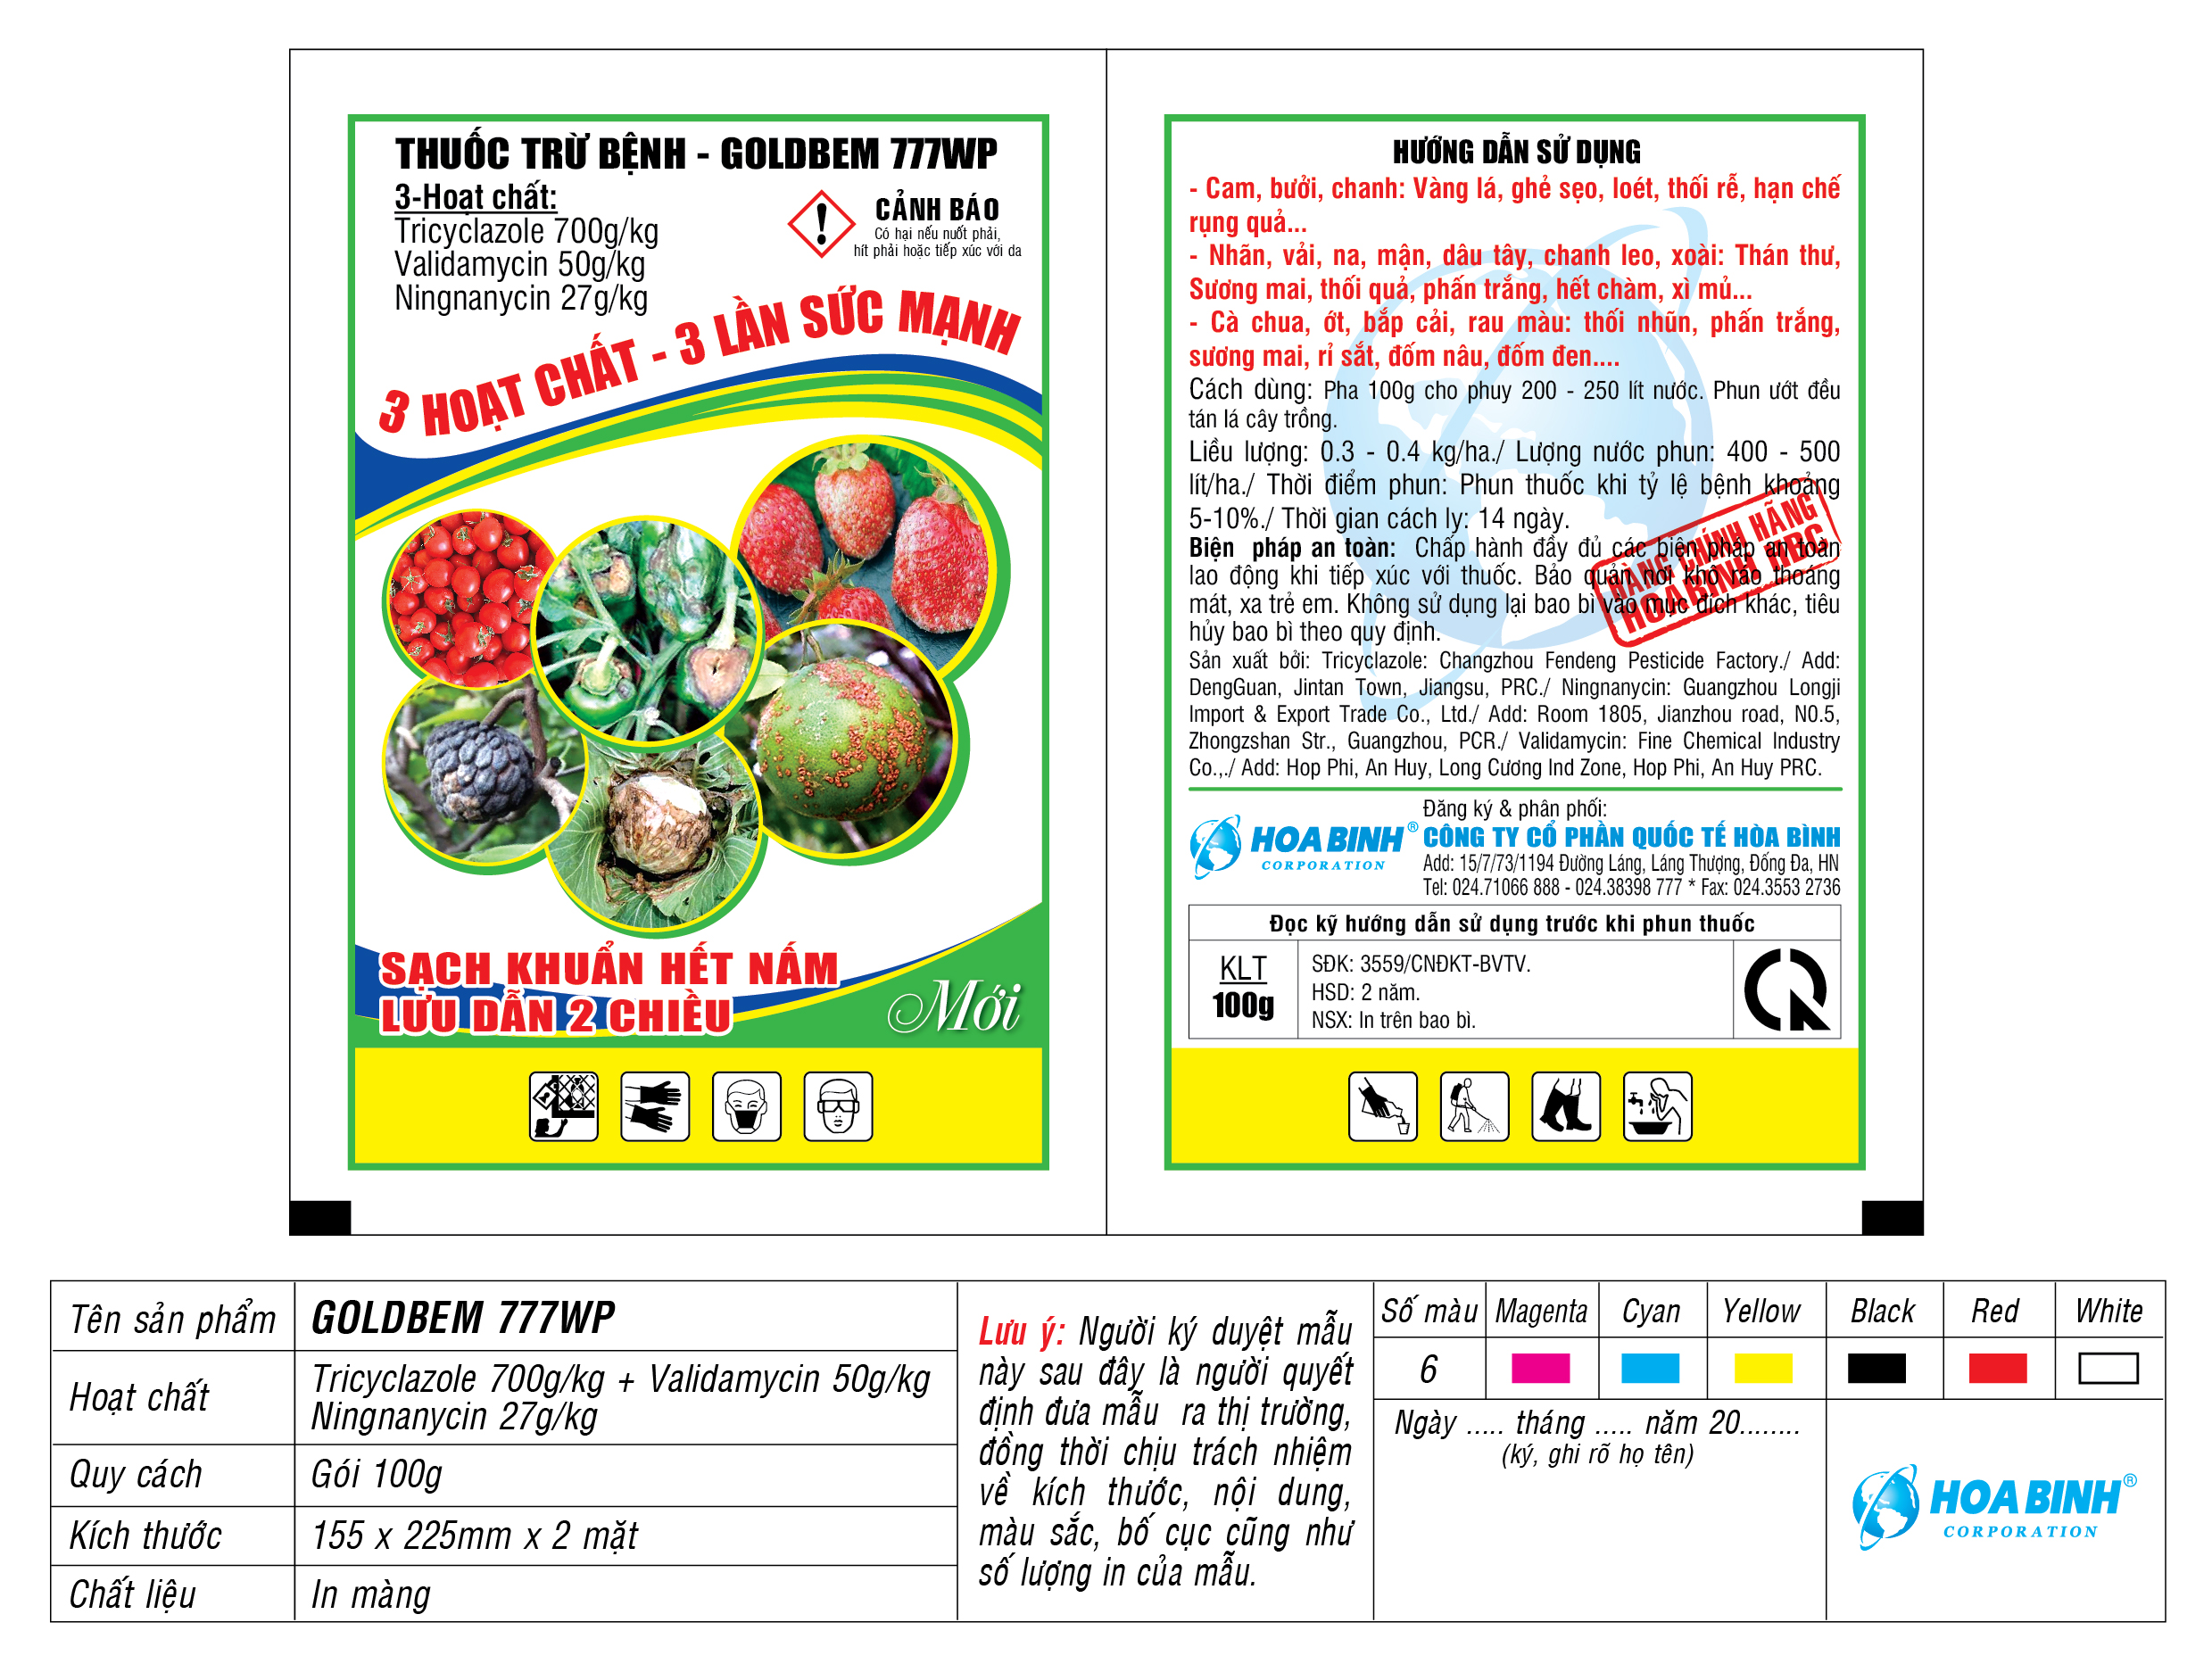 THUỐC TRỪ BỆNH - GOLDBEM 777WP
3-Hoạt chất:
Tricyclazole 700g/kg
Validamycin 50g/kg
Ningnanycin 27g/kg
CẢNH BÁO
Có hại nếu nuốt phải,
hít phải hoặc tiếp xúc với da
3 HOẠT CHẤT - 3 LẦN SỨC MẠNH
SẠCH KHUẨN HẾT NẤM
LƯU DẪN 2 CHIỀU
Mới
HƯỚNG DẪN SỬ DỤNG
- Cam, bưởi, chanh: Vàng lá, ghẻ sẹo, loét, thối rễ, hạn chế
rụng quả...
- Nhãn, vải, na, mận, dâu tây, chanh leo, xoài: Thán thư,
Sương mai, thối quả, phấn trắng, hết chàm, xì mủ...
- Cà chua, ớt, bắp cải, rau màu: thối nhũn, phấn trắng,
sương mai, rỉ sắt, đốm nâu, đốm đen....
Cách dùng: Pha 100g cho phuy 200 - 250 lít nước. Phun ướt đều
tán lá cây trồng.
Liều lượng: 0.3 - 0.4 kg/ha./ Lượng nước phun: 400 - 500
lít/ha./ Thời điểm phun: Phun thuốc khi tỷ lệ bệnh khoảng
5-10%./ Thời gian cách ly: 14 ngày.
Biện pháp an toàn: Chấp hành đầy đủ các biện pháp an toàn
lao động khi tiếp xúc với thuốc. Bảo quản nơi khô ráo thoáng
mát, xa trẻ em. Không sử dụng lại bao bì vào mục đích khác, tiêu
hủy bao bì theo quy định.
HÀNG CHÍNH HÃNG
HOABINH HBC
Sản xuất bởi: Tricyclazole: Changzhou Fendeng Pesticide Factory./ Add:
DengGuan, Jintan Town, Jiangsu, PRC./ Ningnanycin: Guangzhou Longji
Import & Export Trade Co., Ltd./ Add: Room 1805, Jianzhou road, N0.5,
Zhongzshan Str., Guangzhou, PCR./ Validamycin: Fine Chemical Industry
Co.,./ Add: Hop Phi, An Huy, Long Cương Ind Zone, Hop Phi, An Huy PRC.
HOA BINH®
CORPORATION
Đăng ký & phân phối:
CÔNG TY CỔ PHẦN QUỐC TẾ HÒA BÌNH
Add: 15/7/73/1194 Đường Láng, Láng Thượng, Đống Đa, HN
Tel: 024.71066 888 - 024.38398 777 * Fax: 024.3553 2736
Đọc kỹ hướng dẫn sử dụng trước khi phun thuốc
KLT
100g
SĐK: 3559/CNĐKT-BVTV.
HSD: 2 năm.
NSX: In trên bao bì.
Tên sản phẩm
GOLDBEM 777WP
Hoạt chất
Tricyclazole 700g/kg + Validamycin 50g/kg
Ningnanycin 27g/kg
Quy cách
Gói 100g
Kích thước
155 x 225mm x 2 mặt
Chất liệu
In màng
Lưu ý: Người ký duyệt mẫu
này sau đây là người quyết
định đưa mẫu ra thị trường,
đồng thời chịu trách nhiệm
về kích thước, nội dung,
màu sắc, bố cục cũng như
số lượng in của mẫu.
Số màu Magenta Cyan Yellow Black Red White
6
Ngày ..... tháng ..... năm 20........
(ký, ghi rõ họ tên)
HOA BINH®
CORPORATION